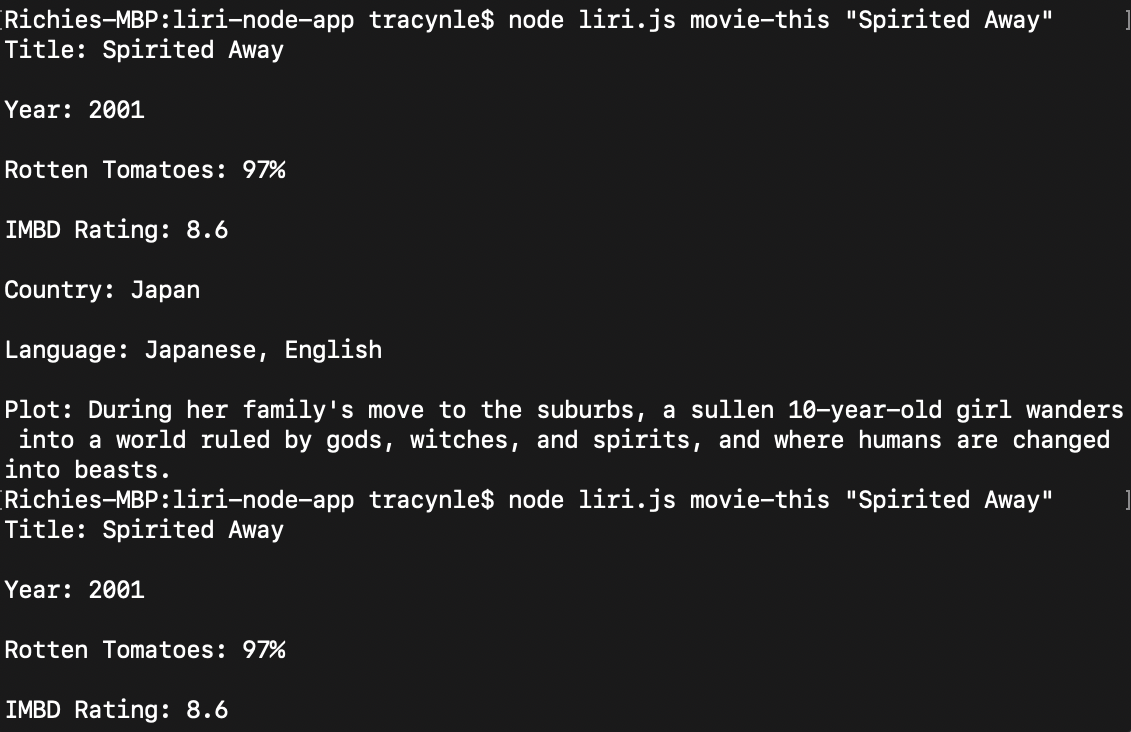 [Richies-MBP:liri-node-app tracynle$ node liri.js movie-this "Spirited Away" ]
Title: Spirited Away
Year: 2001
Rotten Tomatoes: 97%
IMBD Rating: 8.6
Country: Japan
Language: Japanese, English
Plot: During her family's move to the suburbs, a sullen 10-year-old girl wanders
into a world ruled by gods, witches, and spirits, and where humans are changed
into beasts.
[Richies-MBP:liri-node-app tracynle$ node liri.js movie-this "Spirited Away" ]
Title: Spirited Away
Year: 2001
Rotten Tomatoes: 97%
IMBD Rating: 8.6